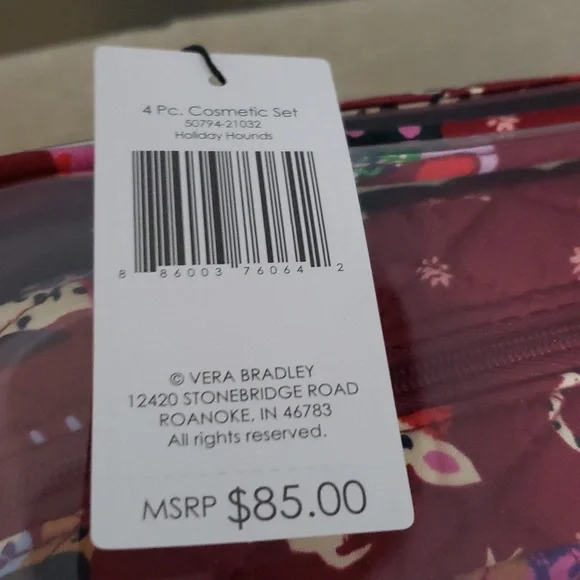 4 Pc. Cosmetic Set
50794-21032
Holiday Hounds
8 86003 76064 2
© VERA BRADLEY
12420 STONEBRIDGE ROAD
ROANOKE, IN 46783
All rights reserved.
MSRP $85.00